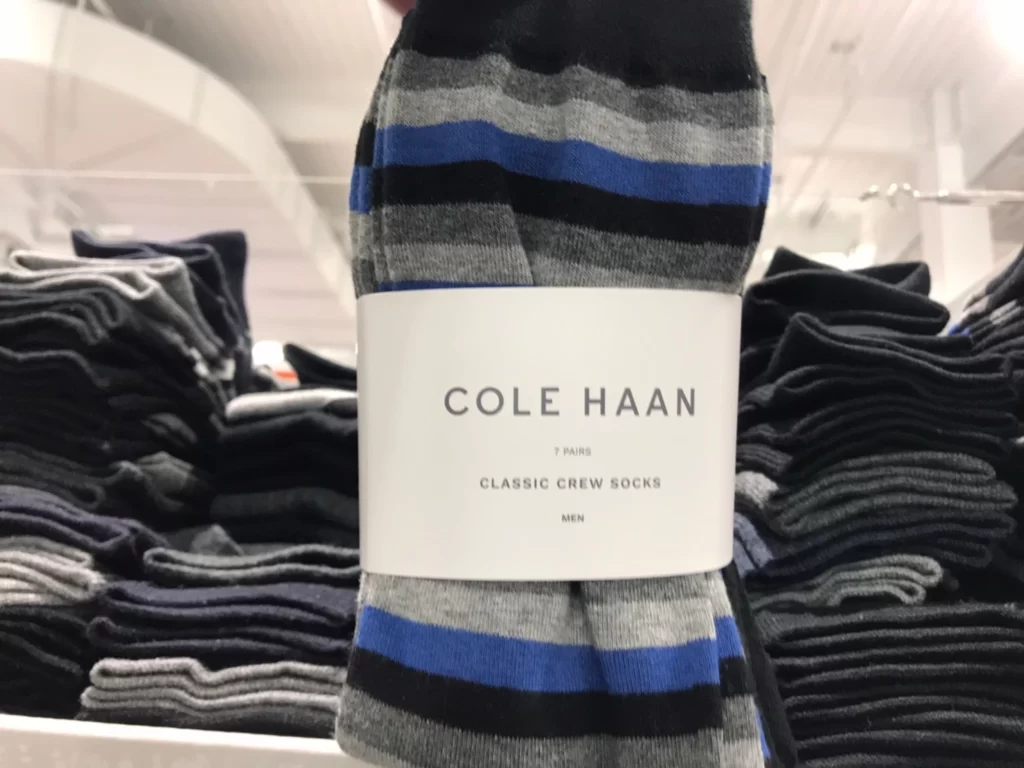 COLE HAAN
7 PAIRS
CLASSIC CREW SOCKS
MEN